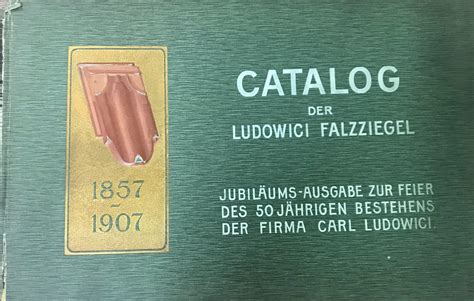 CATALOG
DER
LUDOWICI FALZZIEGEL
1857
-
1907
JUBILÄUMS-AUSGABE ZUR FEIER
DES 50 JÄHRIGEN BESTEHENS
DER FIRMA CARL LUDOWICI.